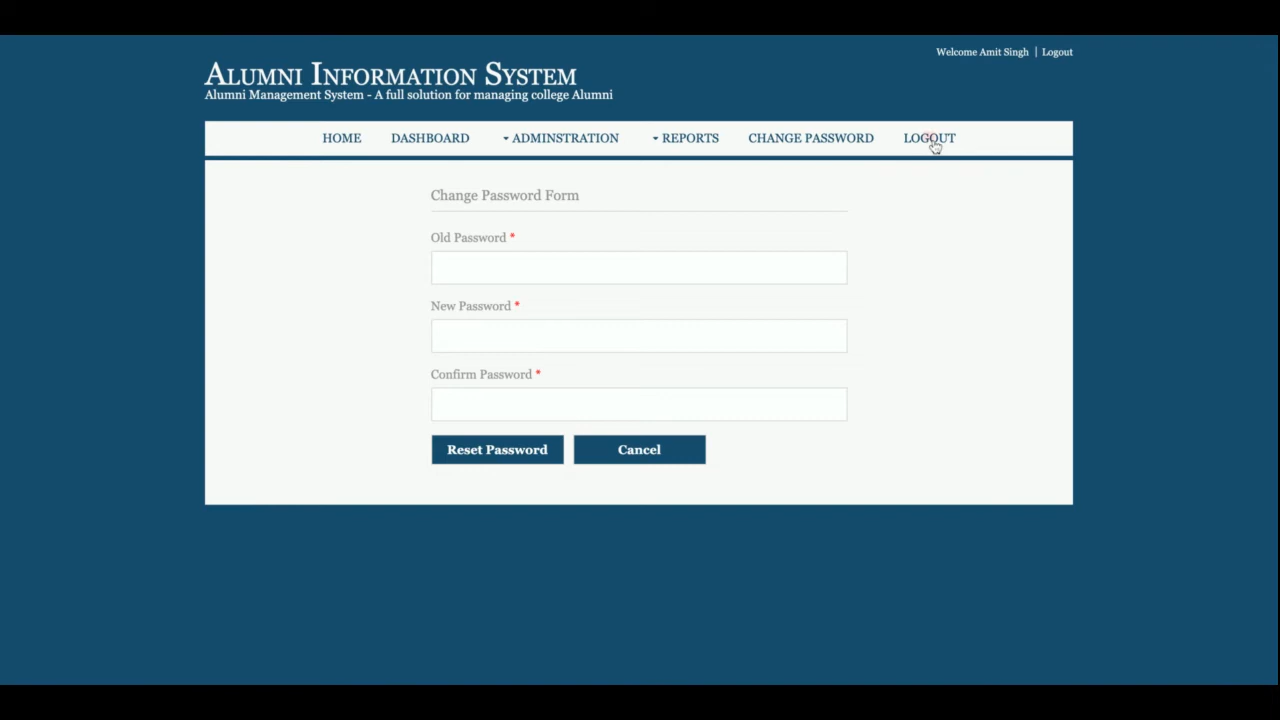 Welcome Amit Singh | Logout
ALUMNI INFORMATION SYSTEM
Alumni Management System - A full solution for managing college Alumni
HOME DASHBOARD ADMINSTRATION REPORTS CHANGE PASSWORD LOGOUT
Change Password Form
Old Password *
New Password *
Confirm Password *
Reset Password Cancel